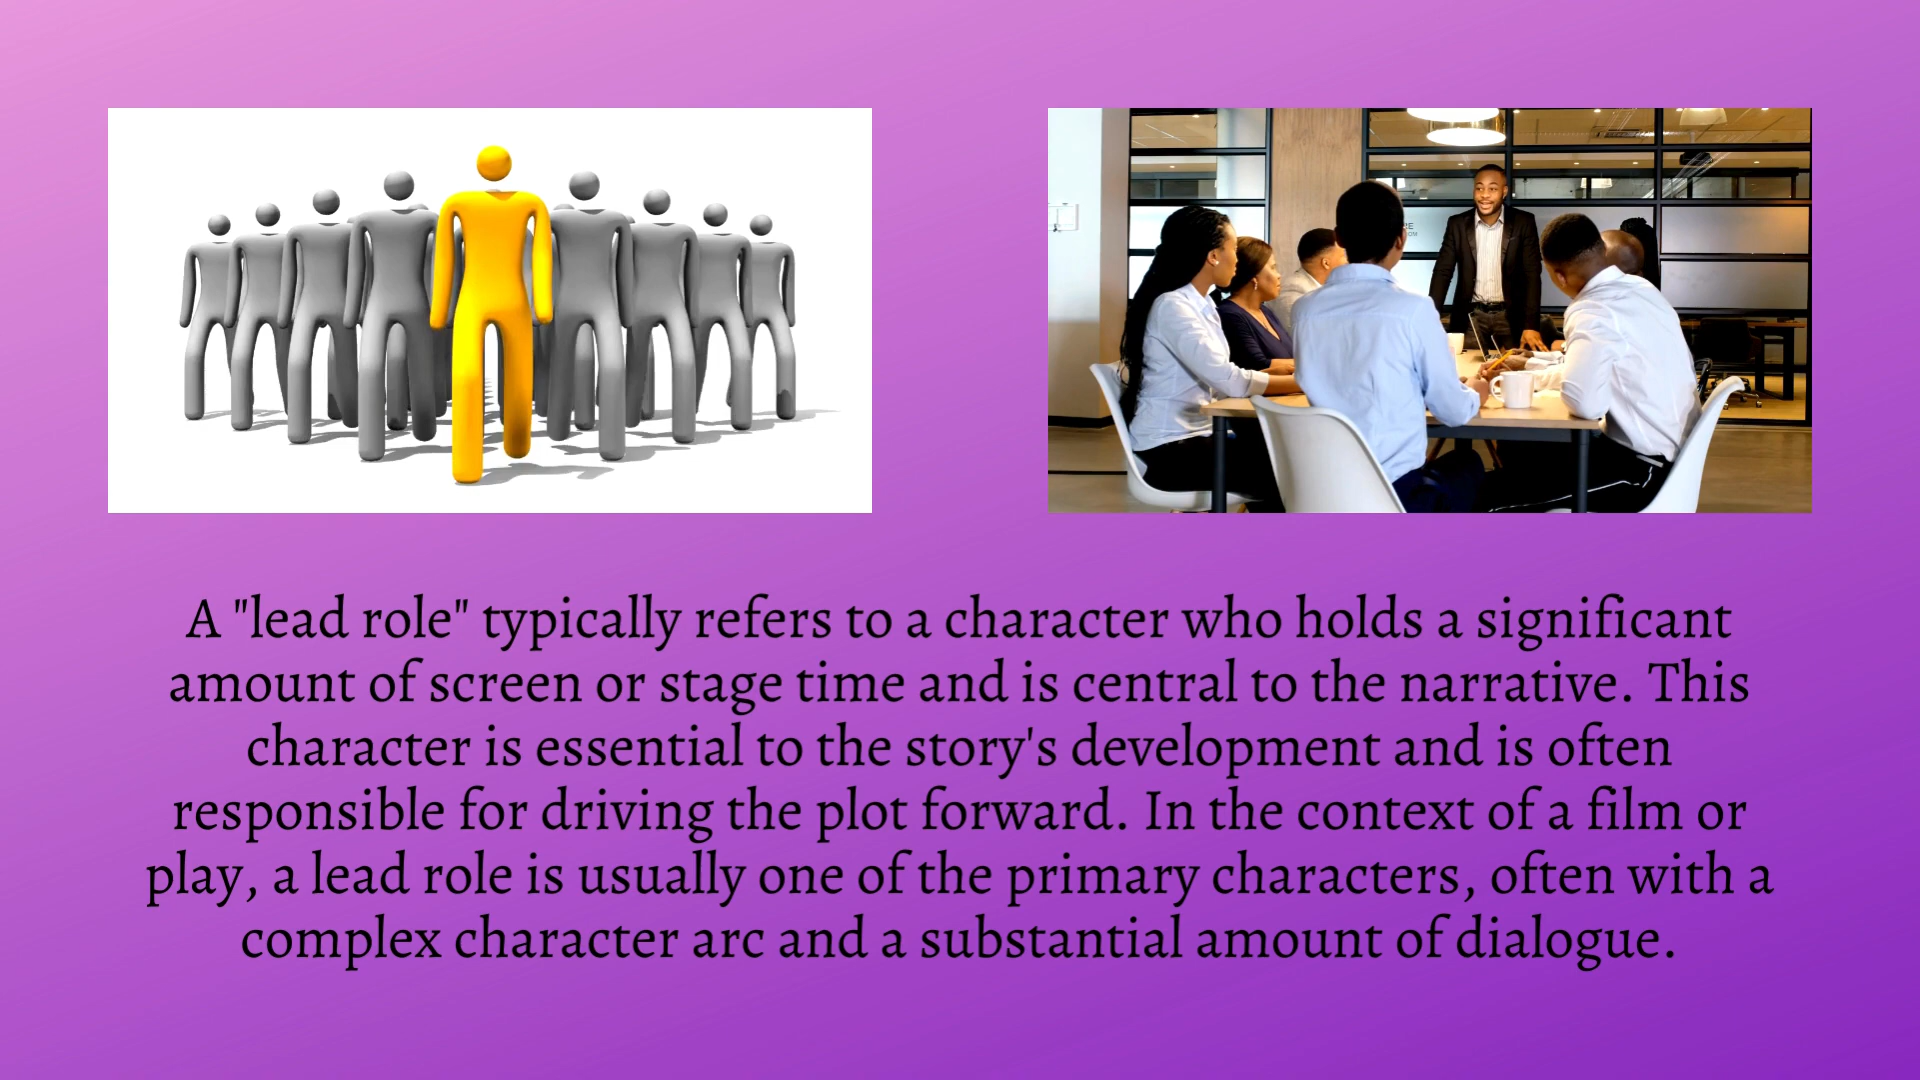 A "lead role" typically refers to a character who holds a significant
amount of screen or stage time and is central to the narrative. This
character is essential to the story's development and is often
responsible for driving the plot forward. In the context of a film or
play, a lead role is usually one of the primary characters, often with a
complex character arc and a substantial amount of dialogue.